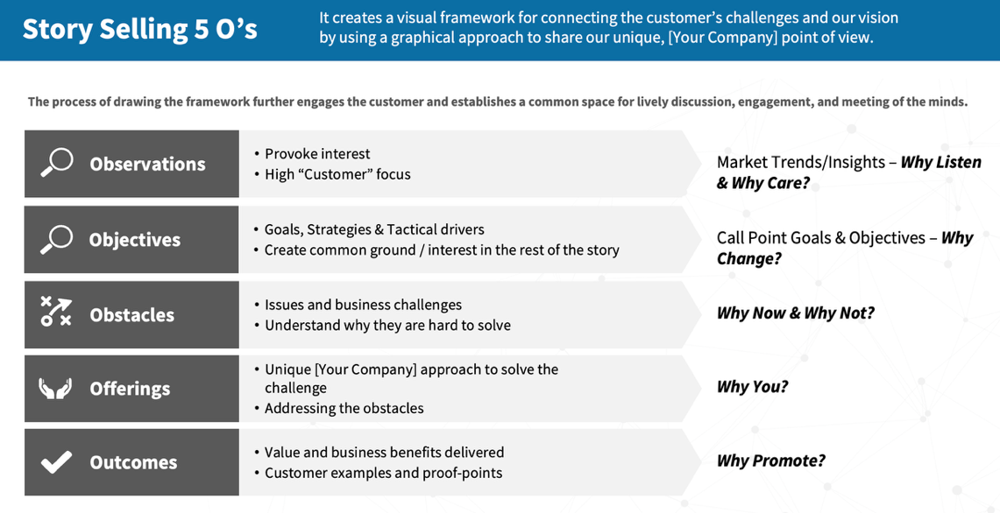 Story Selling 5 O’s
It creates a visual framework for connecting the customer’s challenges and our vision
by using a graphical approach to share our unique, [Your Company] point of view.
The process of drawing the framework further engages the customer and establishes a common space for lively discussion, engagement, and meeting of the minds.
Observations
• Provoke interest
• High “Customer” focus
Market Trends/Insights – Why Listen
& Why Care?
Objectives
• Goals, Strategies & Tactical drivers
• Create common ground / interest in the rest of the story
Call Point Goals & Objectives – Why
Change?
Obstacles
• Issues and business challenges
• Understand why they are hard to solve
Why Now & Why Not?
Offerings
• Unique [Your Company] approach to solve the
challenge
• Addressing the obstacles
Why You?
Outcomes
• Value and business benefits delivered
• Customer examples and proof-points
Why Promote?